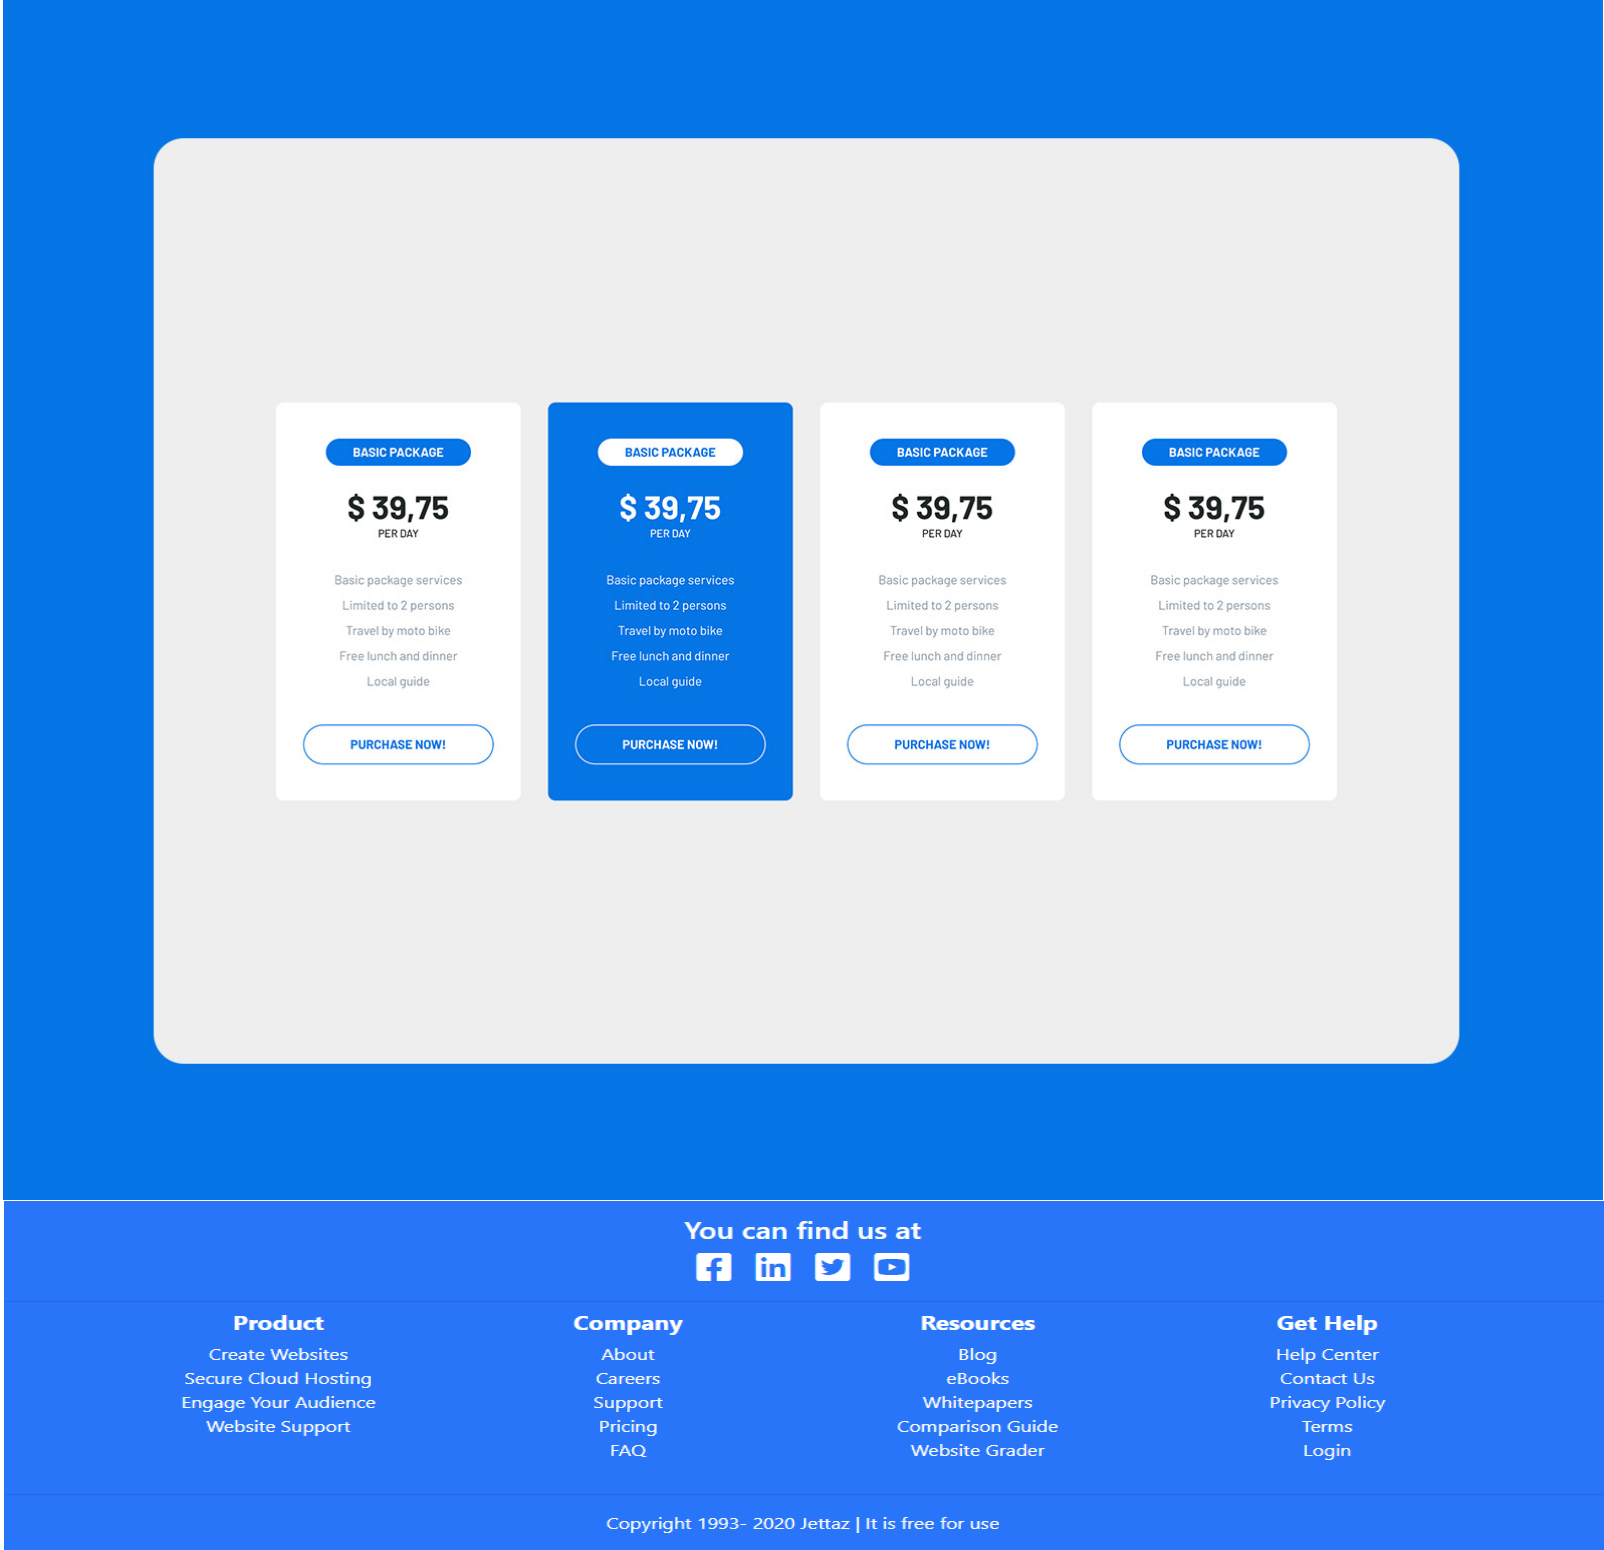 BASIC PACKAGE
$ 39,75
PER DAY
Basic package services
Limited to 2 persons
Travel by moto bike
Free lunch and dinner
Local guide
PURCHASE NOW!
BASIC PACKAGE
$ 39,75
PER DAY
Basic package services
Limited to 2 persons
Travel by moto bike
Free lunch and dinner
Local guide
PURCHASE NOW!
BASIC PACKAGE
$ 39,75
PER DAY
Basic package services
Limited to 2 persons
Travel by moto bike
Free lunch and dinner
Local guide
PURCHASE NOW!
BASIC PACKAGE
$ 39,75
PER DAY
Basic package services
Limited to 2 persons
Travel by moto bike
Free lunch and dinner
Local guide
PURCHASE NOW!
You can find us at
Product
Create Websites
Secure Cloud Hosting
Engage Your Audience
Website Support
Company
About
Careers
Support
Pricing
FAQ
Resources
Blog
eBooks
Whitepapers
Comparison Guide
Website Grader
Get Help
Help Center
Contact Us
Privacy Policy
Terms
Login
Copyright 1993- 2020 Jettaz | It is free for use